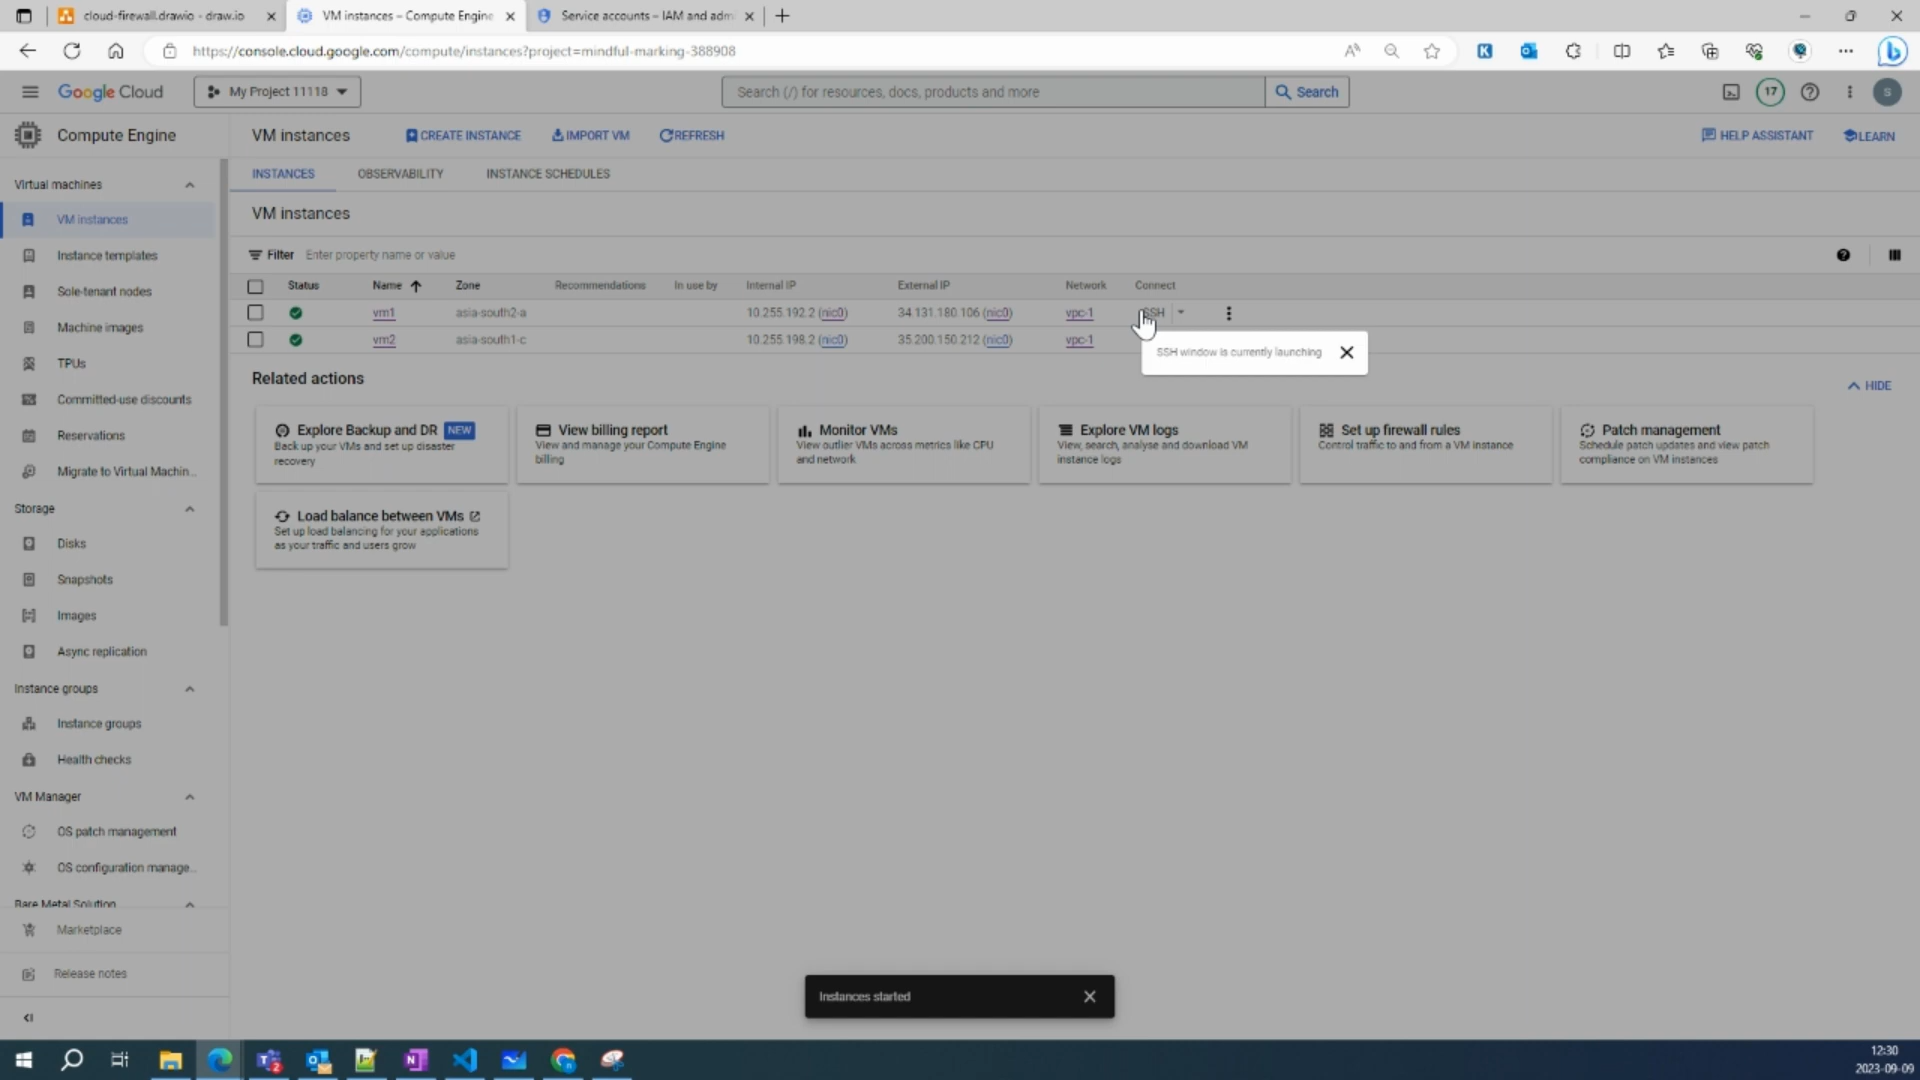 cloud-firewall.drawio - draw.io
VM instances – Compute Engine
Service accounts – IAM and adm
https://console.cloud.google.com/compute/instances?project=mindful-marking-388908
Google Cloud
My Project 11118
Search (/) for resources, docs, products and more
Search
17
S
Compute Engine
VM instances
CREATE INSTANCE
IMPORT VM
REFRESH
HELP ASSISTANT
LEARN
INSTANCES
OBSERVABILITY
INSTANCE SCHEDULES
Virtual machines
VM instances
Instance templates
Sole-tenant nodes
Machine images
TPUs
Committed-use discounts
Reservations
Migrate to Virtual Machin...
Storage
Disks
Snapshots
Images
Async replication
Instance groups
Instance groups
Health checks
VM Manager
OS patch management
OS configuration manage...
Bare Metal Solution
Marketplace
Release notes
VM instances
Filter Enter property name or value
Status Name Zone Recommendations In use by Internal IP External IP Network Connect
vm1 asia-south2-a 10.255.192.2 (nic0) 34.131.180.106 (nic0) vpc-1 SSH
vm2 asia-south1-c 10.255.198.2 (nic0) 35.200.150.212 (nic0) vpc-1
SSH window is currently launching
Related actions
HIDE
Explore Backup and DR NEW
Back up your VMs and set up disaster
recovery
View billing report
View and manage your Compute Engine
billing
Monitor VMs
View outlier VMs across metrics like CPU
and network
Explore VM logs
View, search, analyse and download VM
instance logs
Set up firewall rules
Control traffic to and from a VM instance
Patch management
Schedule patch updates and view patch
compliance on VM instances
Load balance between VMs
Set up load balancing for your applications
as your traffic and users grow
Instances started
12:30
2023-09-09